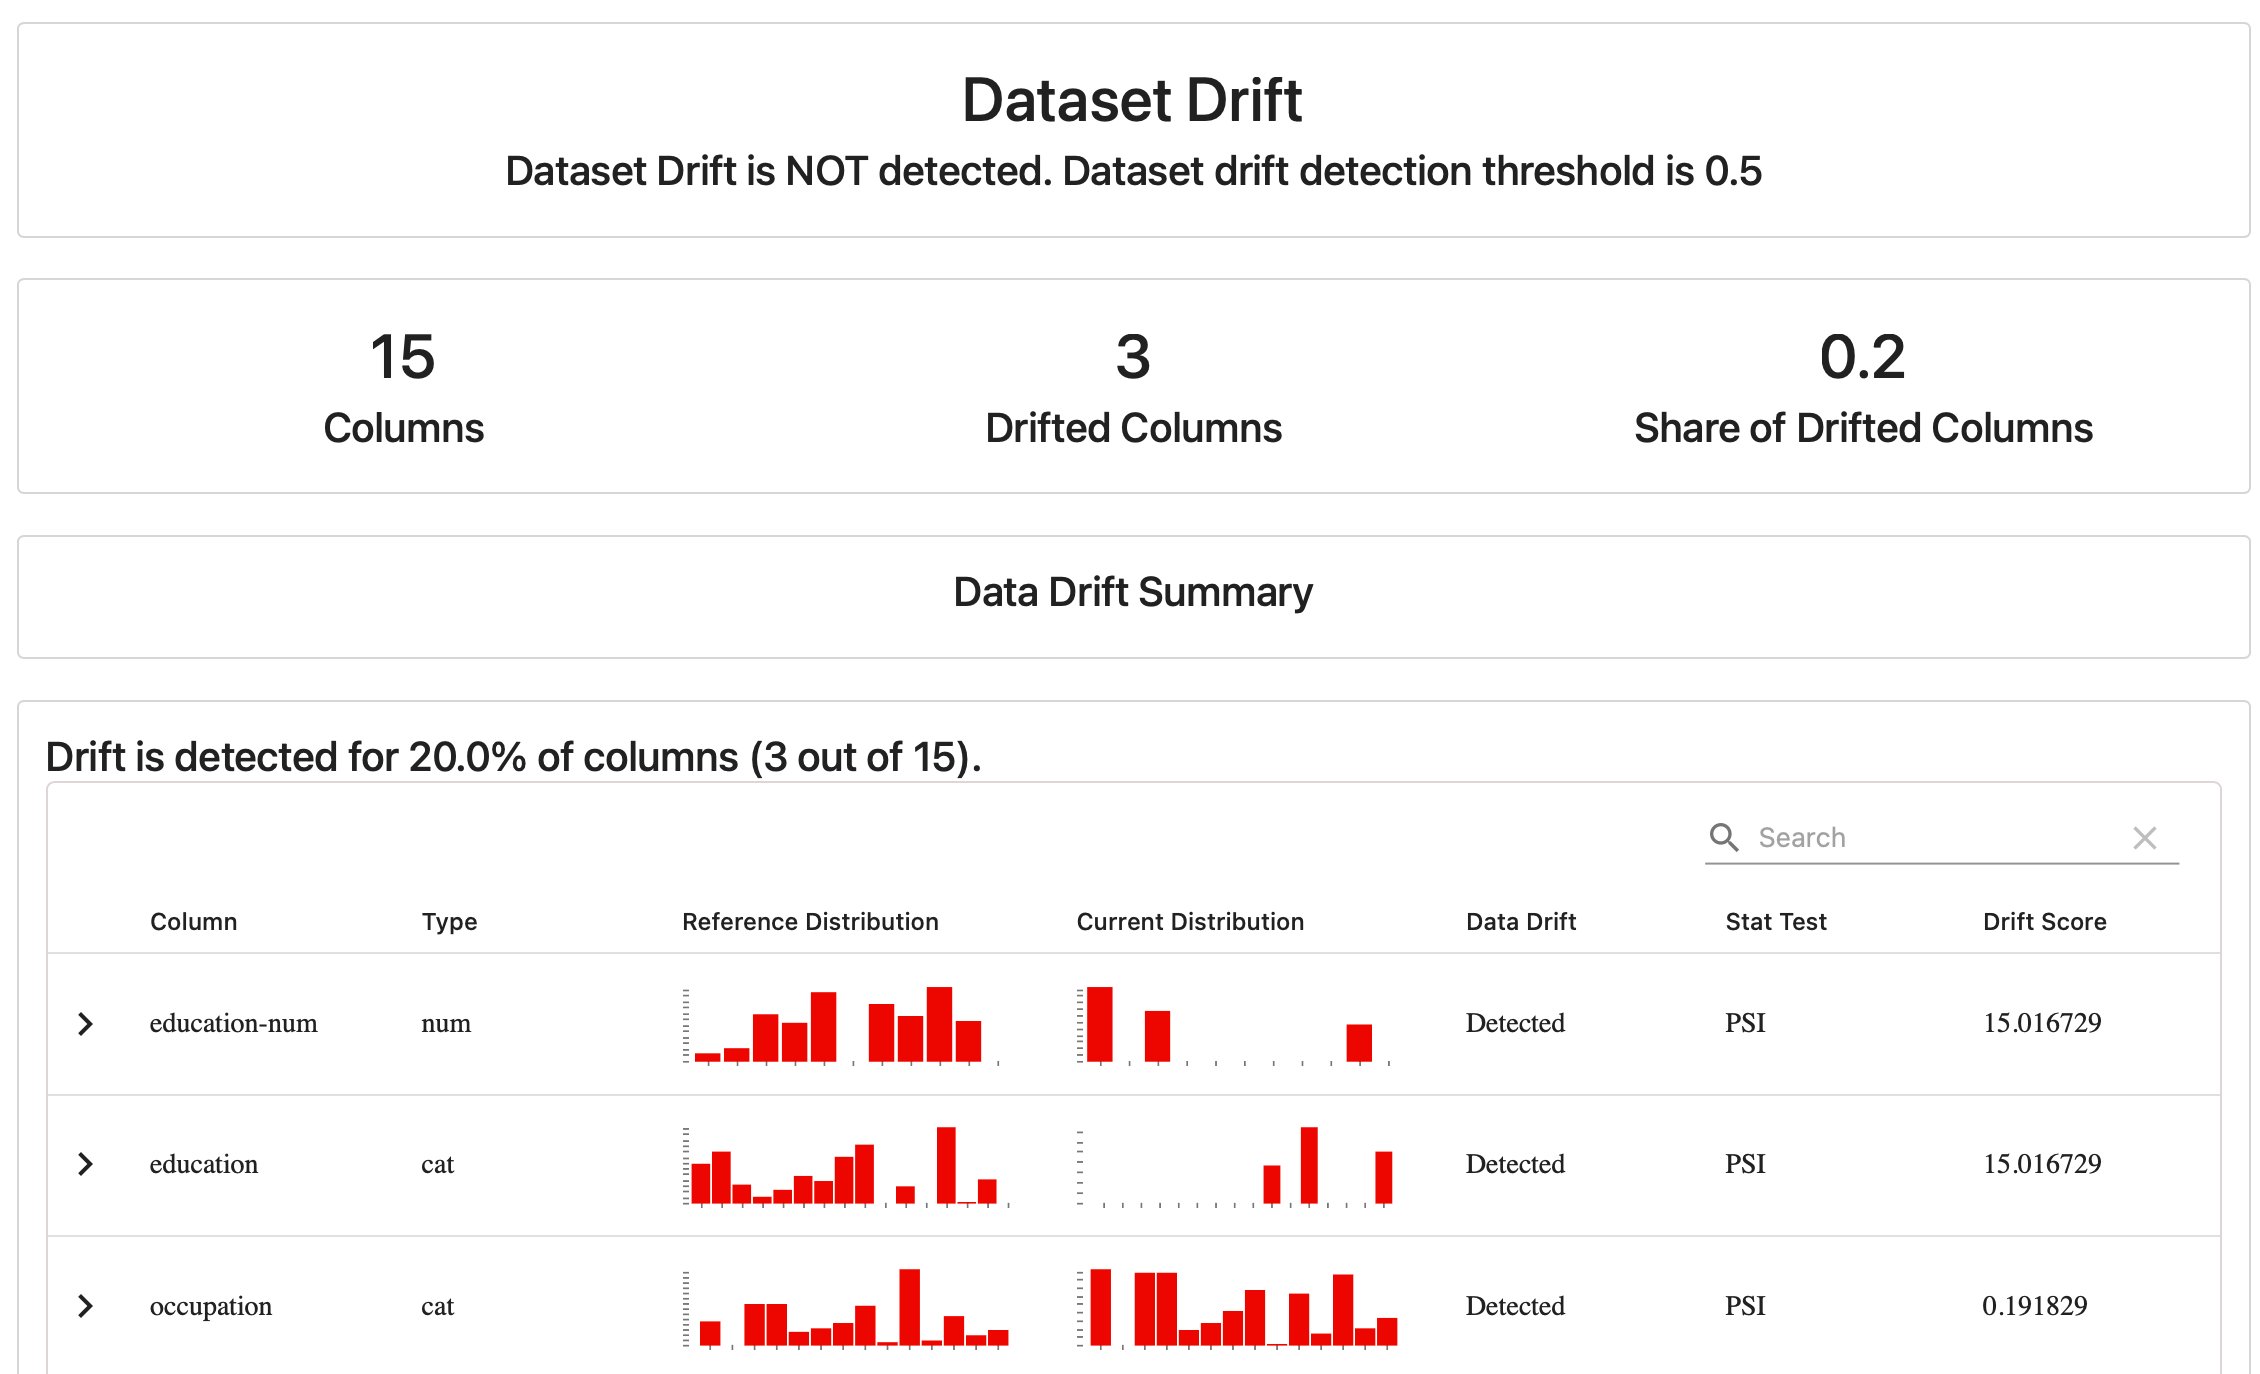 Dataset Drift
Dataset Drift is NOT detected. Dataset drift detection threshold is 0.5
15 3 0.2
Columns Drifted Columns Share of Drifted Columns
Data Drift Summary
Drift is detected for 20.0% of columns (3 out of 15).
Search
Column Type Reference Distribution Current Distribution Data Drift Stat Test Drift Score
education-num num Detected PSI 15.016729
education cat Detected PSI 15.016729
occupation cat Detected PSI 0.191829